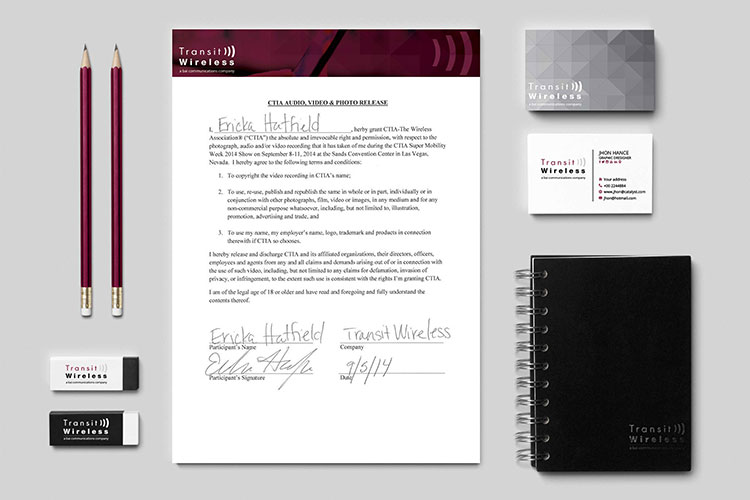 Transit)))
Wireless
a bai communications company
CTIA AUDIO, VIDEO & PHOTO RELEASE
I, Ericka Hatfield, herby grant CTIA-The Wireless
Association® ("CTIA") the absolute and irrevocable right and permission, with respect to the
photograph, audio and/or video recording that it has taken of me during the CTIA Super Mobility
Week 2014 Show on September 8-11, 2014 at the Sands Convention Center in Las Vegas,
Nevada. I hereby agree to the following terms and conditions:
1. To copyright the video recording in CTIA's name;
2. To use, re-use, publish and republish the same in whole or in part, individually or in
conjunction with other photographs, film, video or images, in any medium and for any
non-commercial purpose whatsoever, including, but not limited to, illustration,
promotion, advertising and trade, and
3. To use my name, my employer's name, logo, trademark and products in connection
therewith if CTIA so chooses.
I hereby release and discharge CTIA and its affiliated organizations, their directors, officers,
employees and agents from any and all claims and demands arising out of or in connection with
the use of such video, including, but not limited to any claims for defamation, invasion of
privacy, or infringement, to the extent such use is consistent with the rights I'm granting CTIA.
I am of the legal age of 18 or older and have read and foregoing and fully understand the
contents thereof.
Ericka Hatfield Transit Wireless
Participant's Name Company
9/5/14
Participant's Signature Date
Transit)))
Wireless
a bai communications company
Transit)))
Wireless
a bai communications company
JHON HANCE
GRAPHIC DRESIGNER
Your address
+00 2244884
www.jhon@catalyst.com
jhon@hotmail.com
Transit)))
Wireless
a bai communications company
Transit)))
Wireless
a bai communications company
Transit)))
Wireless
a bai communications company